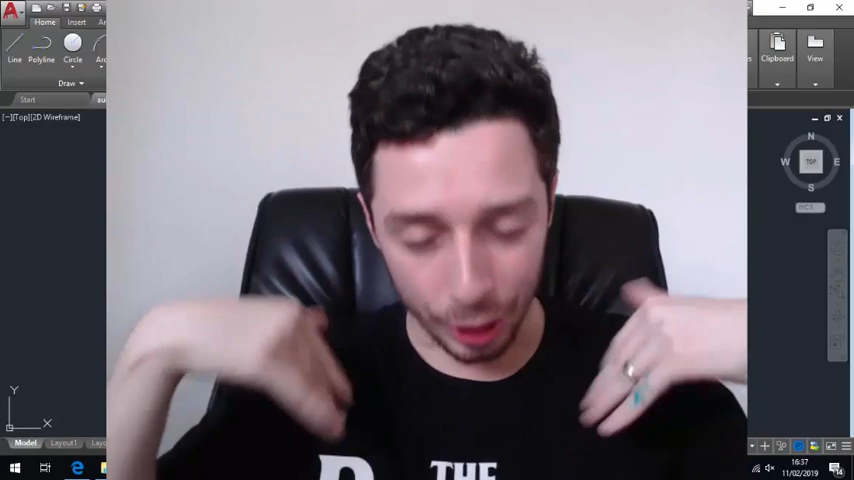 Home Insert
Line Polyline Circle
Clipboard View
Draw
Start
[–][Top][2D Wireframe]
N
W TOP E
S
WCS
Y
X
THE
Model Layout1
16:37
11/02/2019
14